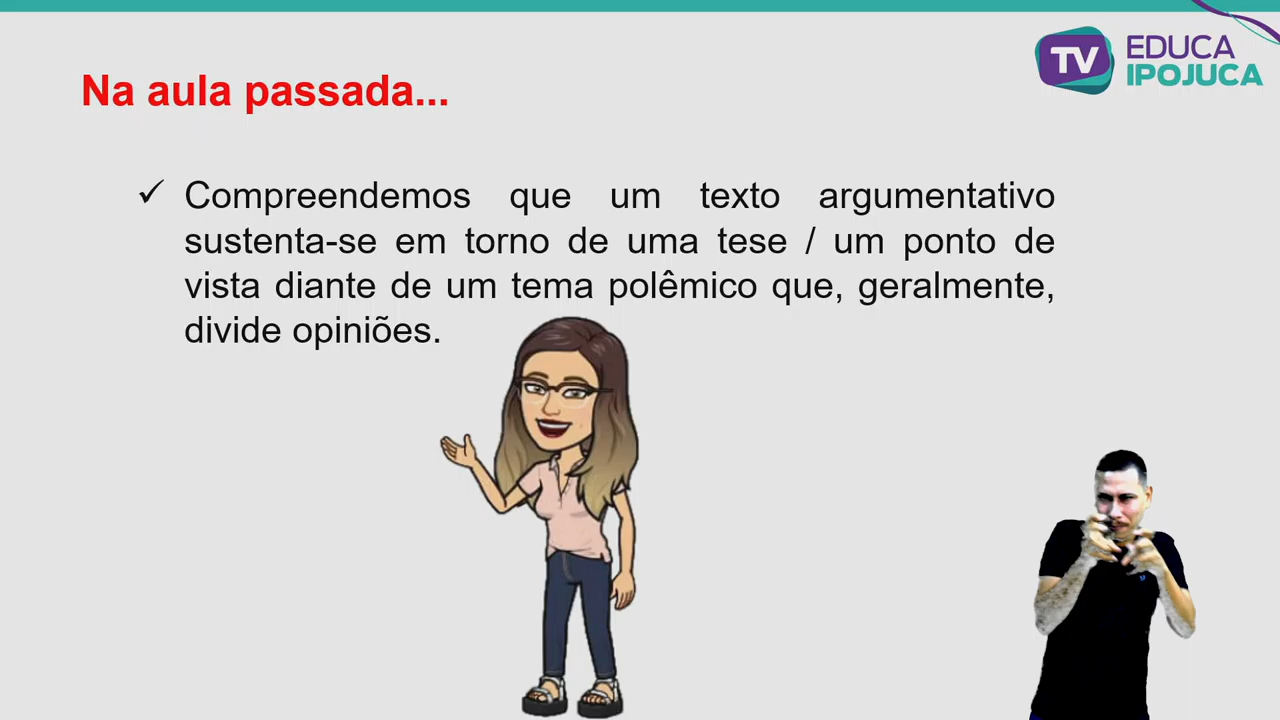 TV EDUCA
IPOJUCA
Na aula passada...
✓ Compreendemos que um texto argumentativo
sustenta-se em torno de uma tese / um ponto de
vista diante de um tema polêmico que, geralmente,
divide opiniões.